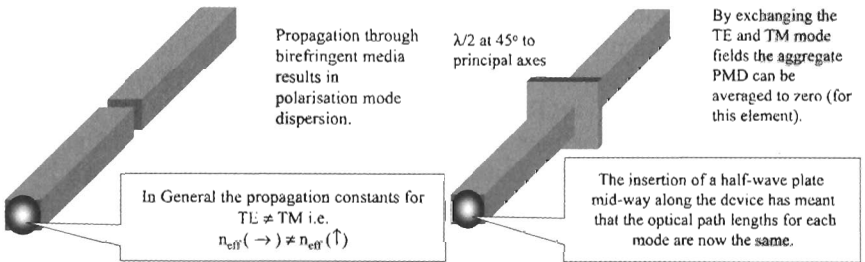 Propagation through
birefringent media
results in
polarisation mode
dispersion.
λ/2 at 45° to
principal axes
By exchanging the
TE and TM mode
fields the aggregate
PMD can be
averaged to zero (for
this element).
In General the propagation constants for
TE ≠ TM i.e.
n_eff( → ) ≠ n_eff(↑)
The insertion of a half-wave plate
mid-way along the device has meant
that the optical path lengths for each
mode are now the same.